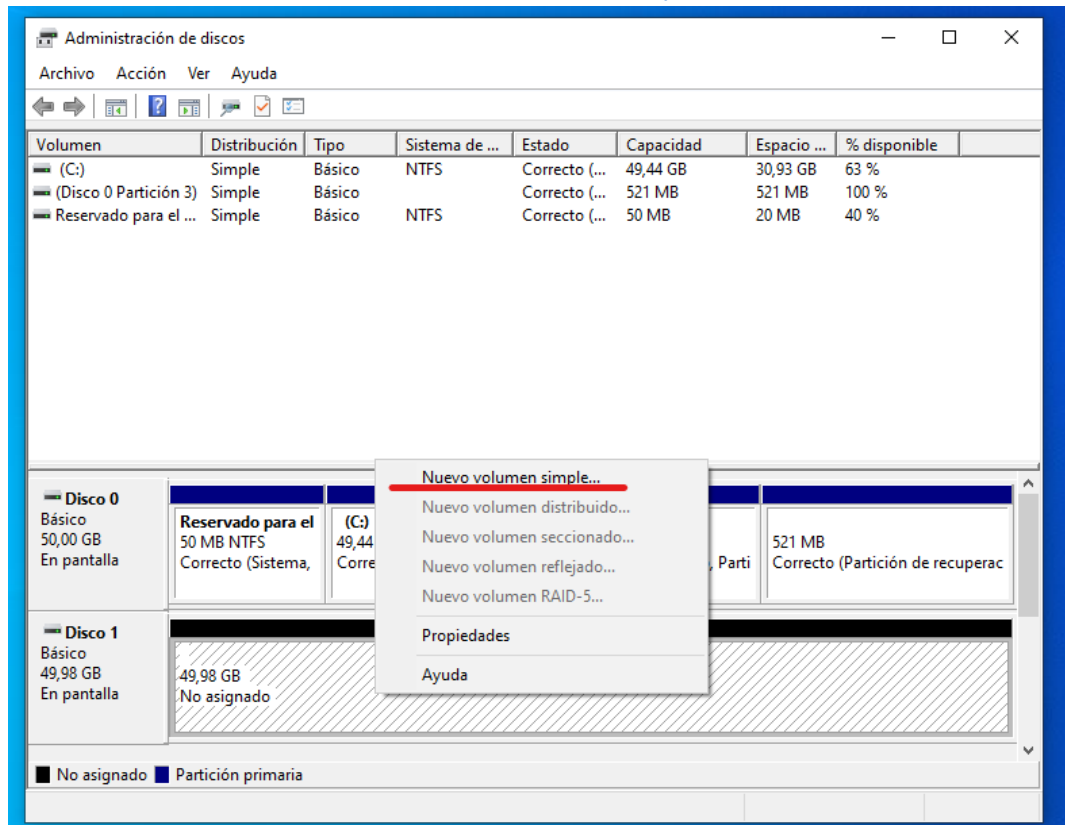 Administración de discos
Archivo Acción Ver Ayuda
Volumen Distribución Tipo Sistema de ... Estado Capacidad Espacio ... % disponible
(C:) Simple Básico NTFS Correcto (... 49,44 GB 30,93 GB 63 %
(Disco 0 Partición 3) Simple Básico Correcto (... 521 MB 521 MB 100 %
Reservado para el ... Simple Básico NTFS Correcto (... 50 MB 20 MB 40 %
Disco 0
Básico
50,00 GB
En pantalla
Reservado para el
50 MB NTFS
Correcto (Sistema,
(C:)
49,44
Corre
, Parti
521 MB
Correcto (Partición de recuperac
Nuevo volumen simple...
Nuevo volumen distribuido...
Nuevo volumen seccionado...
Nuevo volumen reflejado...
Nuevo volumen RAID-5...
Propiedades
Ayuda
Disco 1
Básico
49,98 GB
En pantalla
49,98 GB
No asignado
No asignado Partición primaria